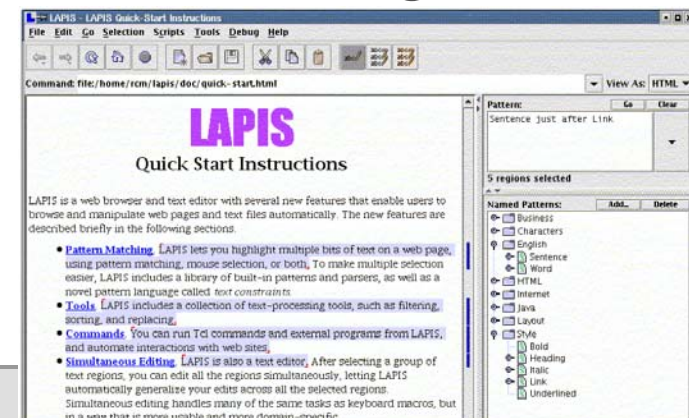 LAPIS - LAPIS Quick-Start Instructions
File Edit Go Selection Scripts Tools Debug Help
Command: file:/home/rcm/lapis/doc/quick-start.html
View As: HTML
LAPIS
Quick Start Instructions
LAPIS is a web browser and text editor with several new features that enable users to
browse and manipulate web pages and text files automatically. The new features are
described briefly in the following sections.
Pattern Matching. LAPIS lets you highlight multiple bits of text on a web page,
using pattern matching, mouse selection, or both. To make multiple selection
easier, LAPIS includes a library of built-in patterns and parsers, as well as a
novel pattern language called text constraints
Tools. LAPIS includes a collection of text-processing tools, such as filtering,
sorting, and replacing.
Commands. You can run Tcl commands and external programs from LAPIS,
and automate interactions with web sites.
Simultaneous Editing. LAPIS is also a text editor. After selecting a group of
text regions, you can edit all the regions simultaneously, letting LAPIS
automatically generalize your edits across all the selected regions.
Simultaneous editing handles many of the same tasks as keyboard macros, but
in a way that is more usable and more domain-specific.
Pattern: Go Clear
Sentence just after Link
5 regions selected
Named Patterns: Add... Delete
Business
Characters
English
Sentence
Word
HTML
Internet
Java
Layout
Style
Bold
Heading
Italic
Link
Underlined